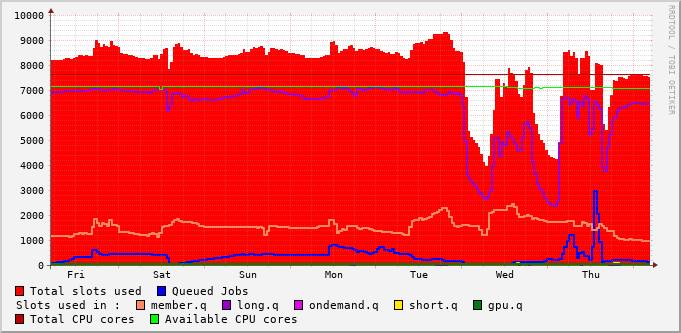 10000
9000
8000
7000
6000
5000
4000
3000
2000
1000
0
Fri Sat Sun Mon Tue Wed Thu
RRDTOOL / TOBI OETIKER
Total slots used Queued Jobs
Slots used in : member.q long.q ondemand.q short.q gpu.q
Total CPU cores Available CPU cores